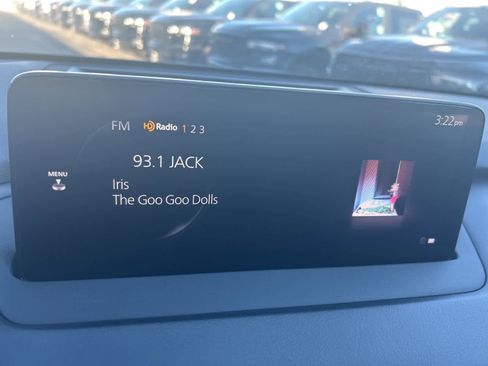 3:22pm
FM HD Radio 1 2 3
93.1 JACK
MENU
Iris
The Goo Goo Dolls